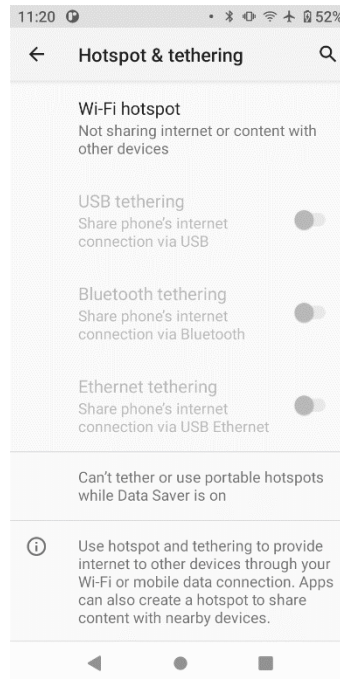 11:20 52%
Hotspot & tethering
Wi-Fi hotspot
Not sharing internet or content with
other devices
USB tethering
Share phone's internet
connection via USB
Bluetooth tethering
Share phone's internet
connection via Bluetooth
Ethernet tethering
Share phone's internet
connection via USB Ethernet
Can't tether or use portable hotspots
while Data Saver is on
Use hotspot and tethering to provide
internet to other devices through your
Wi-Fi or mobile data connection. Apps
can also create a hotspot to share
content with nearby devices.